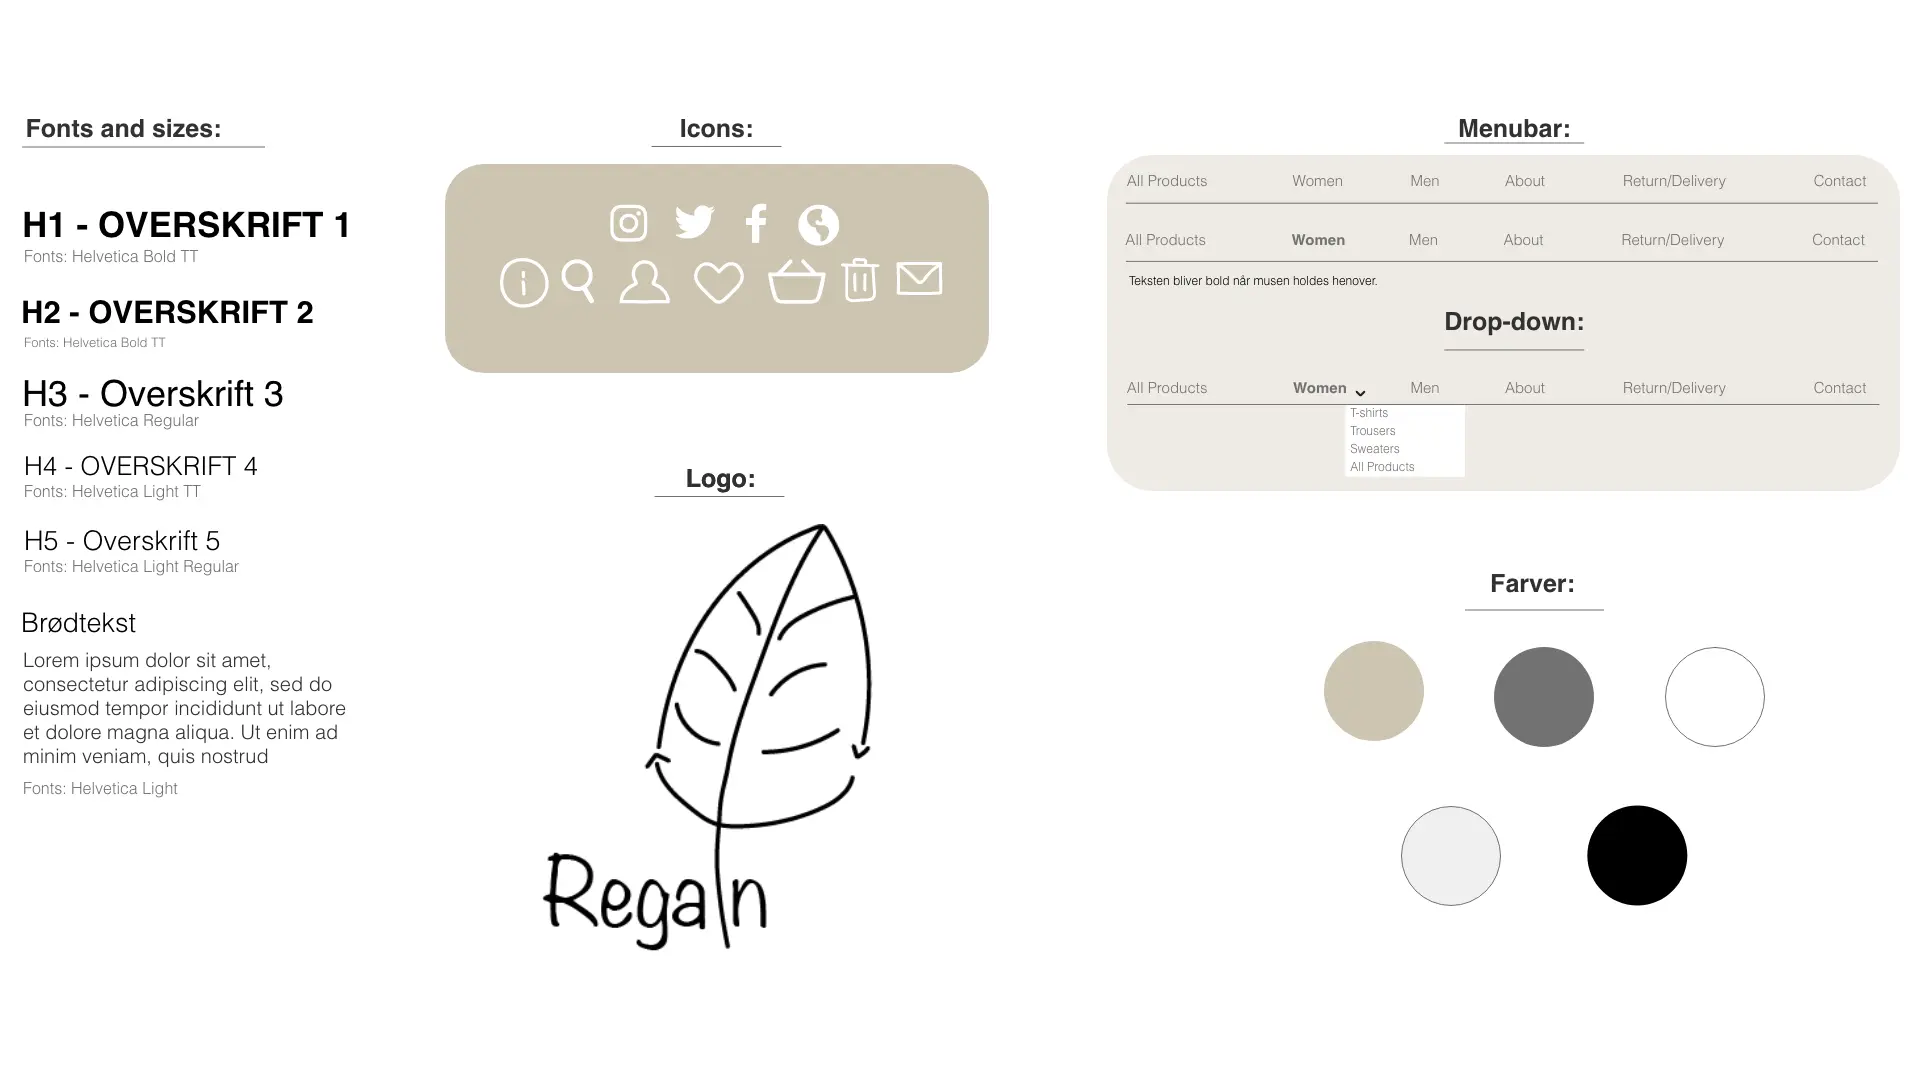 Fonts and sizes:
H1 - OVERSKRIFT 1
Fonts: Helvetica Bold TT
H2 - OVERSKRIFT 2
Fonts: Helvetica Bold TT
H3 - Overskrift 3
Fonts: Helvetica Regular
H4 - OVERSKRIFT 4
Fonts: Helvetica Light TT
H5 - Overskrift 5
Fonts: Helvetica Light Regular
Brødtekst
Lorem ipsum dolor sit amet,
consectetur adipiscing elit, sed do
eiusmod tempor incididunt ut labore
et dolore magna aliqua. Ut enim ad
minim veniam, quis nostrud
Fonts: Helvetica Light
Icons:
Logo:
Regain
Menubar:
All Products Women Men About Return/Delivery Contact
All Products Women Men About Return/Delivery Contact
Teksten bliver bold når musen holdes henover.
Drop-down:
All Products Women Men About Return/Delivery Contact
T-shirts
Trousers
Sweaters
All Products
Farver: